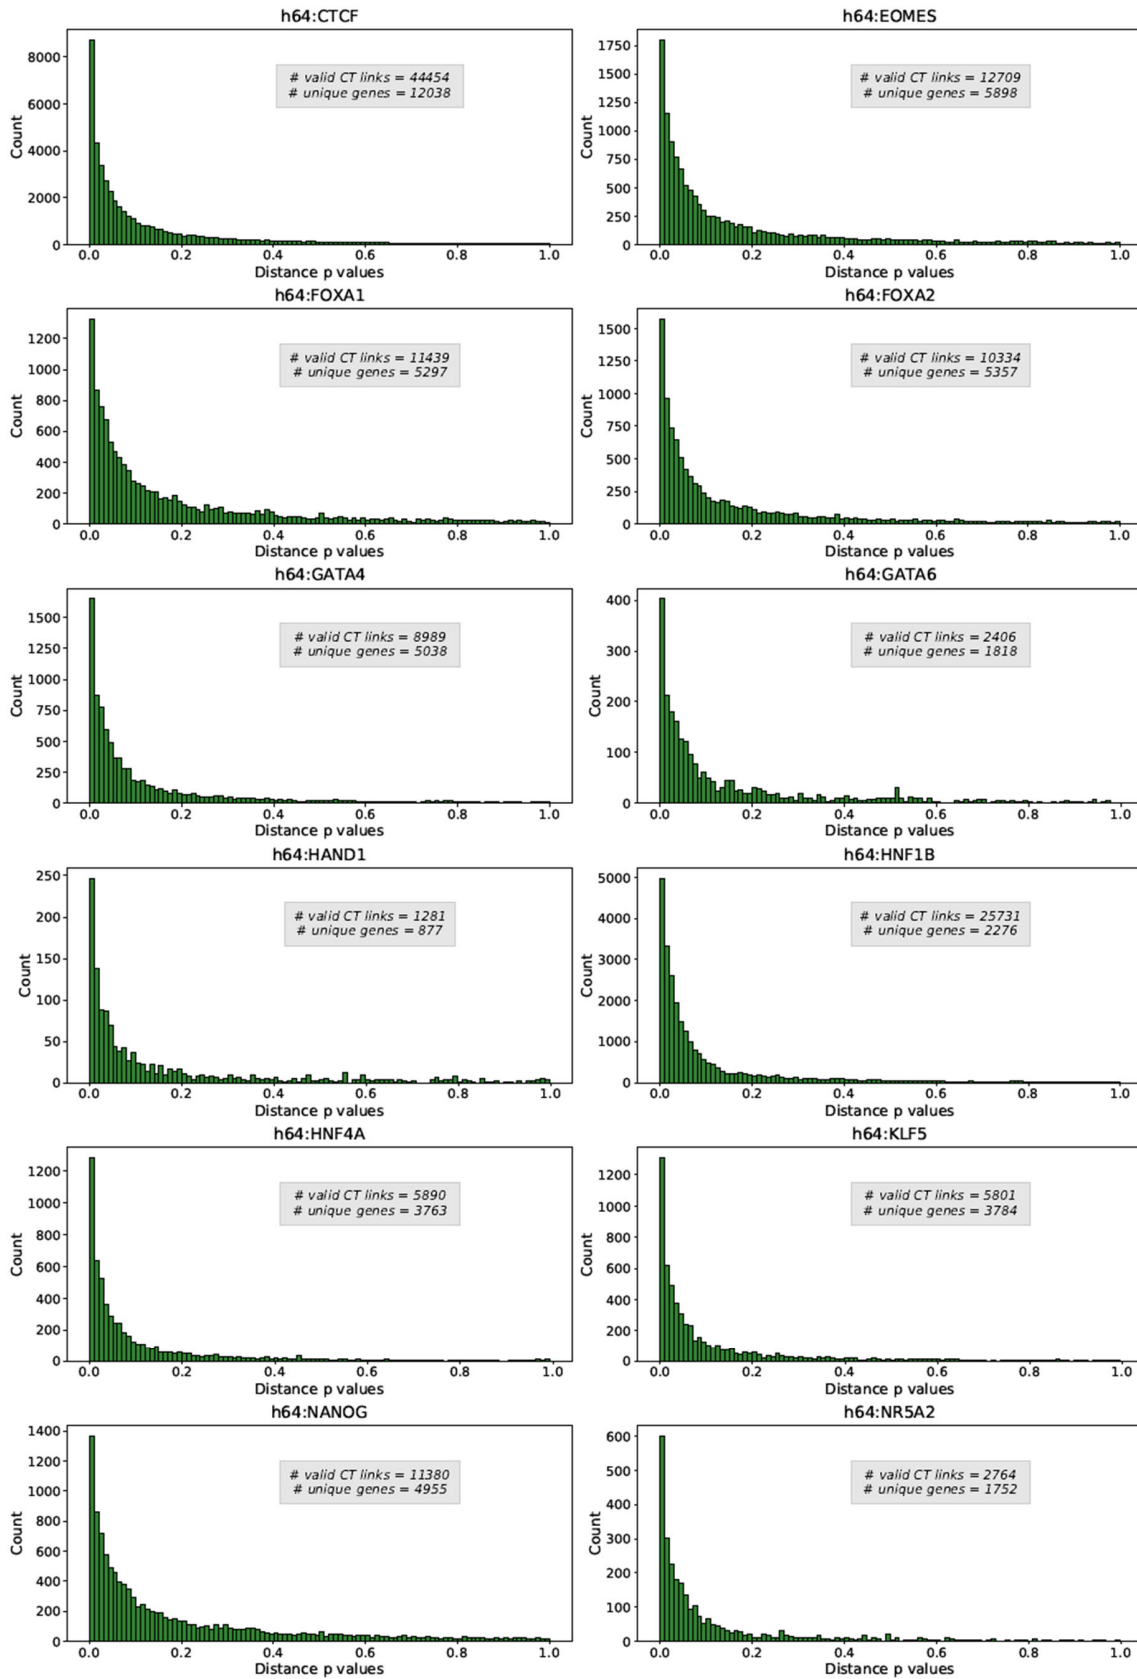 h64:CTCF
8000
6000
4000
2000
0
Count
# valid CT links = 44454
# unique genes = 12038
0.0 0.2 0.4 0.6 0.8 1.0
Distance p values
h64:EOMES
1750
1500
1250
1000
750
500
250
0
Count
# valid CT links = 12709
# unique genes = 5898
0.0 0.2 0.4 0.6 0.8 1.0
Distance p values
h64:FOXA1
1200
1000
800
600
400
200
0
Count
# valid CT links = 11439
# unique genes = 5297
0.0 0.2 0.4 0.6 0.8 1.0
Distance p values
h64:FOXA2
1500
1250
1000
750
500
250
0
Count
# valid CT links = 10334
# unique genes = 5357
0.0 0.2 0.4 0.6 0.8 1.0
Distance p values
h64:GATA4
1500
1250
1000
750
500
250
0
Count
# valid CT links = 8989
# unique genes = 5038
0.0 0.2 0.4 0.6 0.8 1.0
Distance p values
h64:GATA6
400
300
200
100
0
Count
# valid CT links = 2406
# unique genes = 1818
0.0 0.2 0.4 0.6 0.8 1.0
Distance p values
h64:HAND1
250
200
150
100
50
0
Count
# valid CT links = 1281
# unique genes = 877
0.0 0.2 0.4 0.6 0.8 1.0
Distance p values
h64:HNF1B
5000
4000
3000
2000
1000
0
Count
# valid CT links = 25731
# unique genes = 2276
0.0 0.2 0.4 0.6 0.8 1.0
Distance p values
h64:HNF4A
1200
1000
800
600
400
200
0
Count
# valid CT links = 5890
# unique genes = 3763
0.0 0.2 0.4 0.6 0.8 1.0
Distance p values
h64:KLF5
1200
1000
800
600
400
200
0
Count
# valid CT links = 5801
# unique genes = 3784
0.0 0.2 0.4 0.6 0.8 1.0
Distance p values
h64:NANOG
1400
1200
1000
800
600
400
200
0
Count
# valid CT links = 11380
# unique genes = 4955
0.0 0.2 0.4 0.6 0.8 1.0
Distance p values
h64:NR5A2
600
500
400
300
200
100
0
Count
# valid CT links = 2764
# unique genes = 1752
0.0 0.2 0.4 0.6 0.8 1.0
Distance p values